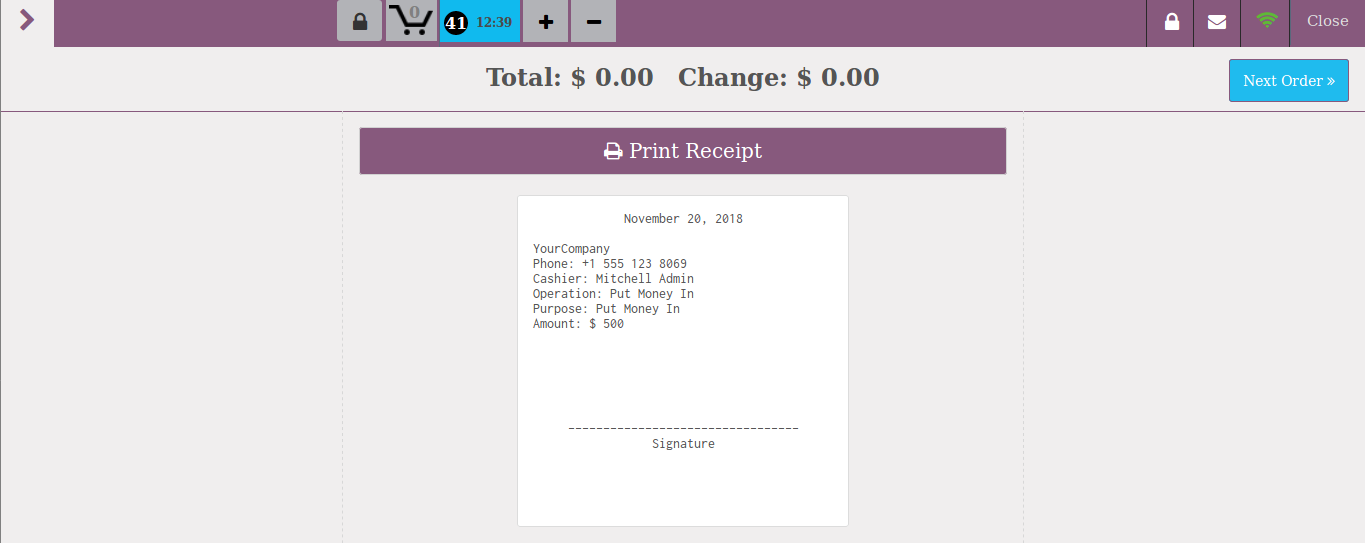 0
41 12:39
+
-
Close
Total: $ 0.00 Change: $ 0.00
Next Order »
Print Receipt
November 20, 2018
YourCompany
Phone: +1 555 123 8069
Cashier: Mitchell Admin
Operation: Put Money In
Purpose: Put Money In
Amount: $ 500
---------------------------------
Signature